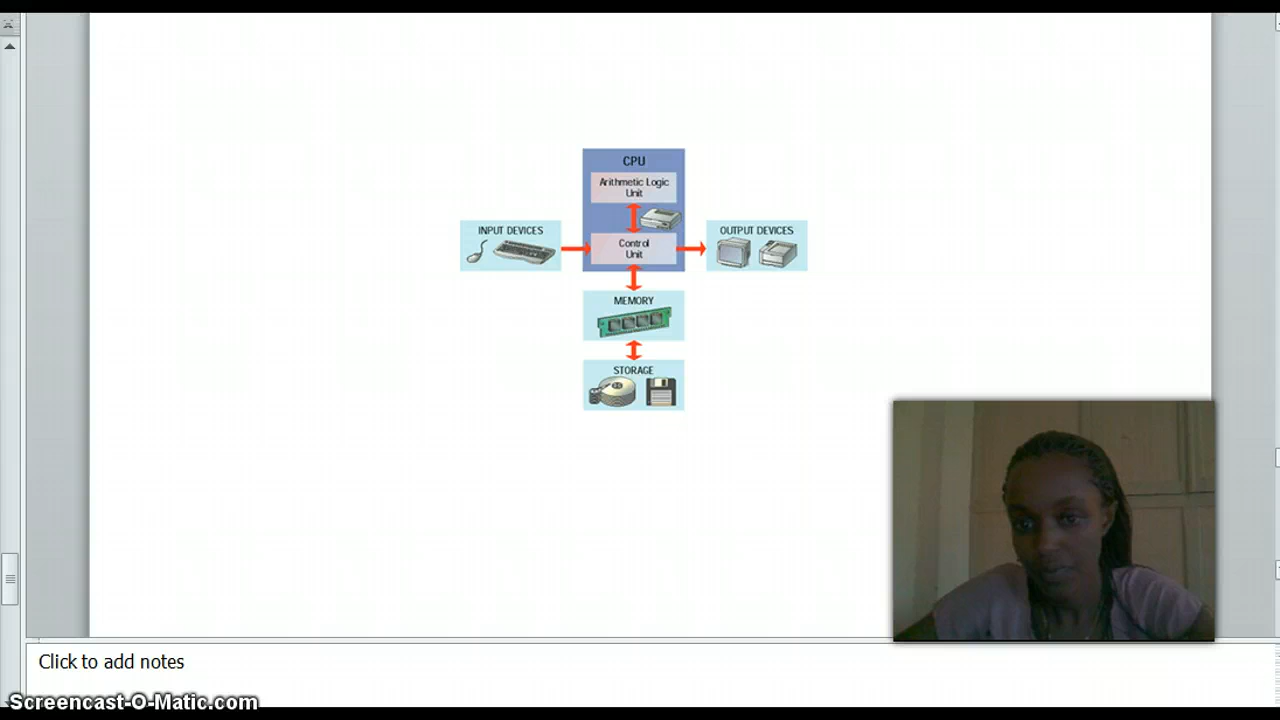 CPU
Arithmetic Logic
Unit
INPUT DEVICES
Control
Unit
OUTPUT DEVICES
MEMORY
STORAGE
Click to add notes
Screencast-O-Matic.com